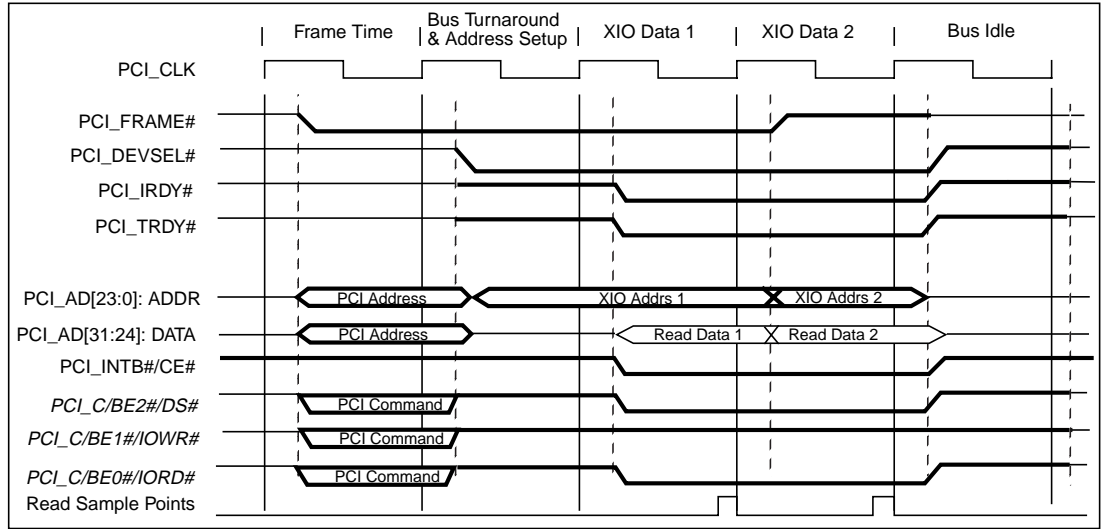 Frame Time
Bus Turnaround
& Address Setup
XIO Data 1
XIO Data 2
Bus Idle
PCI_CLK
PCI_FRAME#
PCI_DEVSEL#
PCI_IRDY#
PCI_TRDY#
PCI_AD[23:0]: ADDR
PCI Address
XIO Addrs 1
XIO Addrs 2
PCI_AD[31:24]: DATA
PCI Address
Read Data 1
Read Data 2
PCI_INTB#/CE#
PCI_C/BE2#/DS#
PCI Command
PCI_C/BE1#/IOWR#
PCI Command
PCI_C/BE0#/IORD#
PCI Command
Read Sample Points